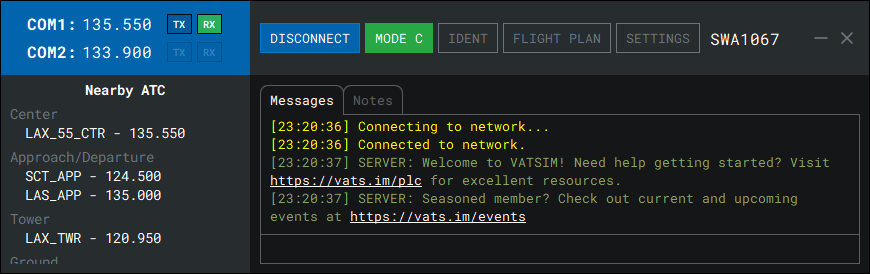 COM1: 135.550 TX RX
COM2: 133.900 TX RX
DISCONNECT MODE C IDENT FLIGHT PLAN SETTINGS SWA1067
Nearby ATC
Center
LAX_55_CTR - 135.550
Approach/Departure
SCT_APP - 124.500
LAS_APP - 135.000
Tower
LAX_TWR - 120.950
Ground
Messages Notes
[23:20:36] Connecting to network...
[23:20:36] Connected to network.
[23:20:37] SERVER: Welcome to VATSIM! Need help getting started? Visit
https://vats.im/plc for excellent resources.
[23:20:37] SERVER: Seasoned member? Check out current and upcoming
events at https://vats.im/events